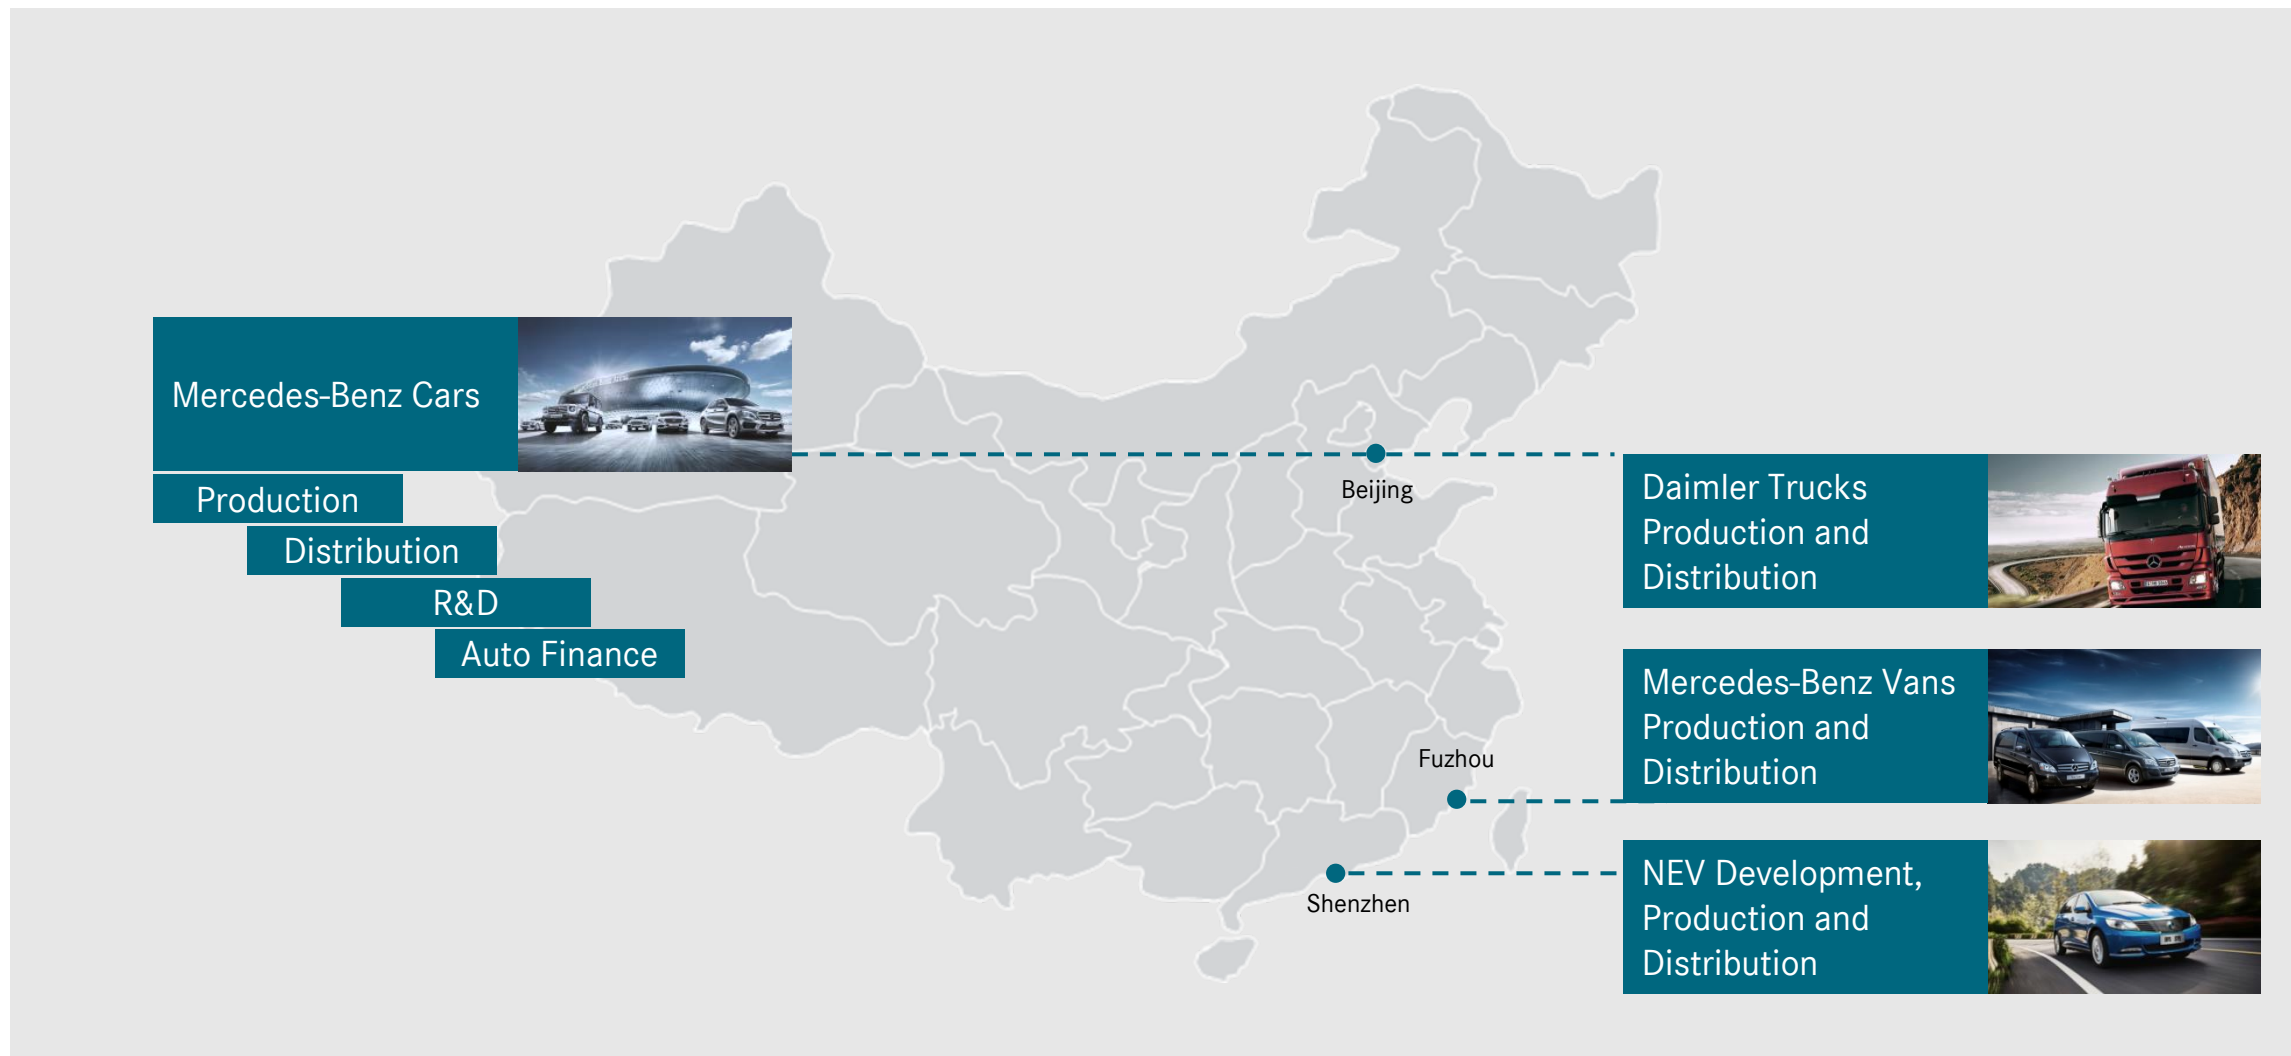 Mercedes-Benz Cars
Production
Distribution
R&D
Auto Finance
Beijing
Daimler Trucks
Production and
Distribution
Mercedes-Benz Vans
Production and
Distribution
Fuzhou
Shenzhen
NEV Development,
Production and
Distribution